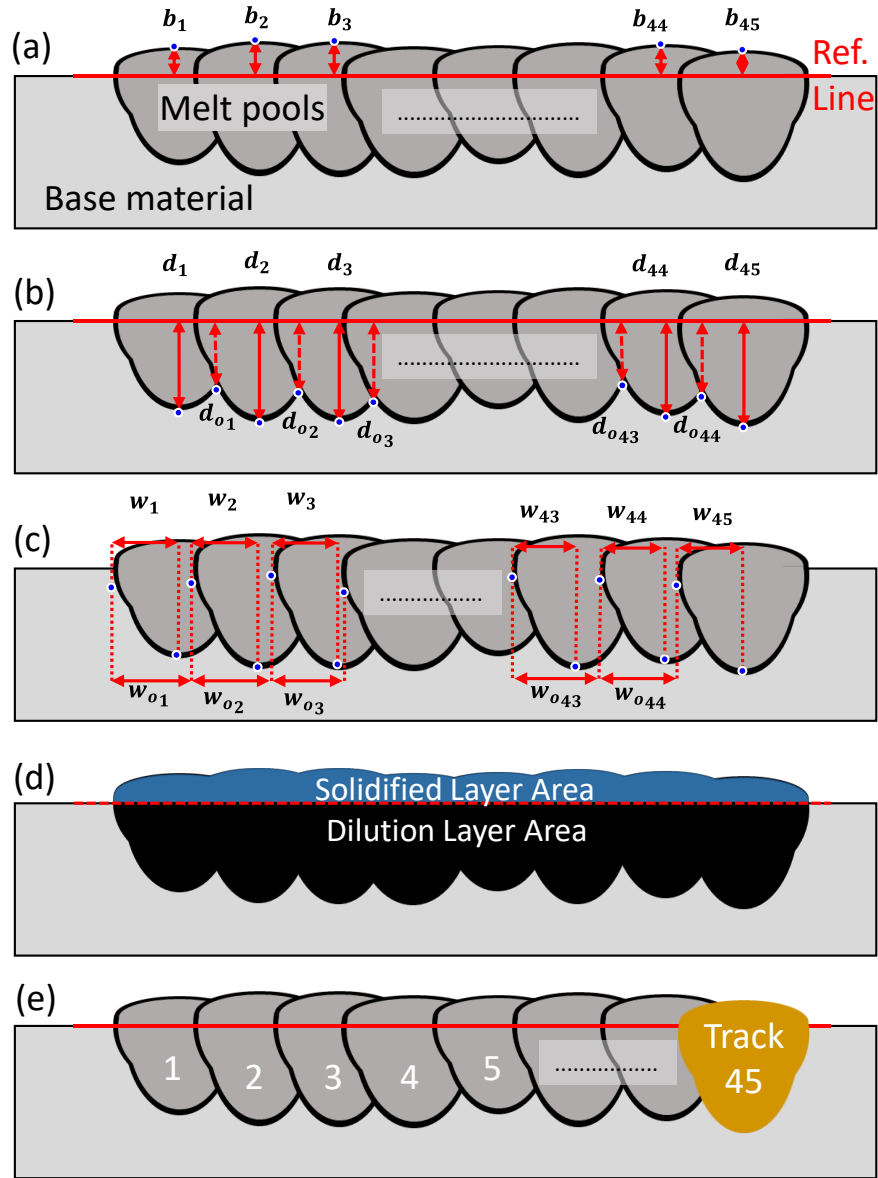 (a) b1 b2 b3 b44 b45 Ref.
Melt pools .............................. Line
Base material
(b) d1 d2 d3 d44 d45
..............................
do1 do2 do3 do43 do44
(c) w1 w2 w3 w43 w44 w45
.................
wo1 wo2 wo3 wo43 wo44
(d)
Solidified Layer Area
Dilution Layer Area
(e)
1 2 3 4 5 ................. Track
45